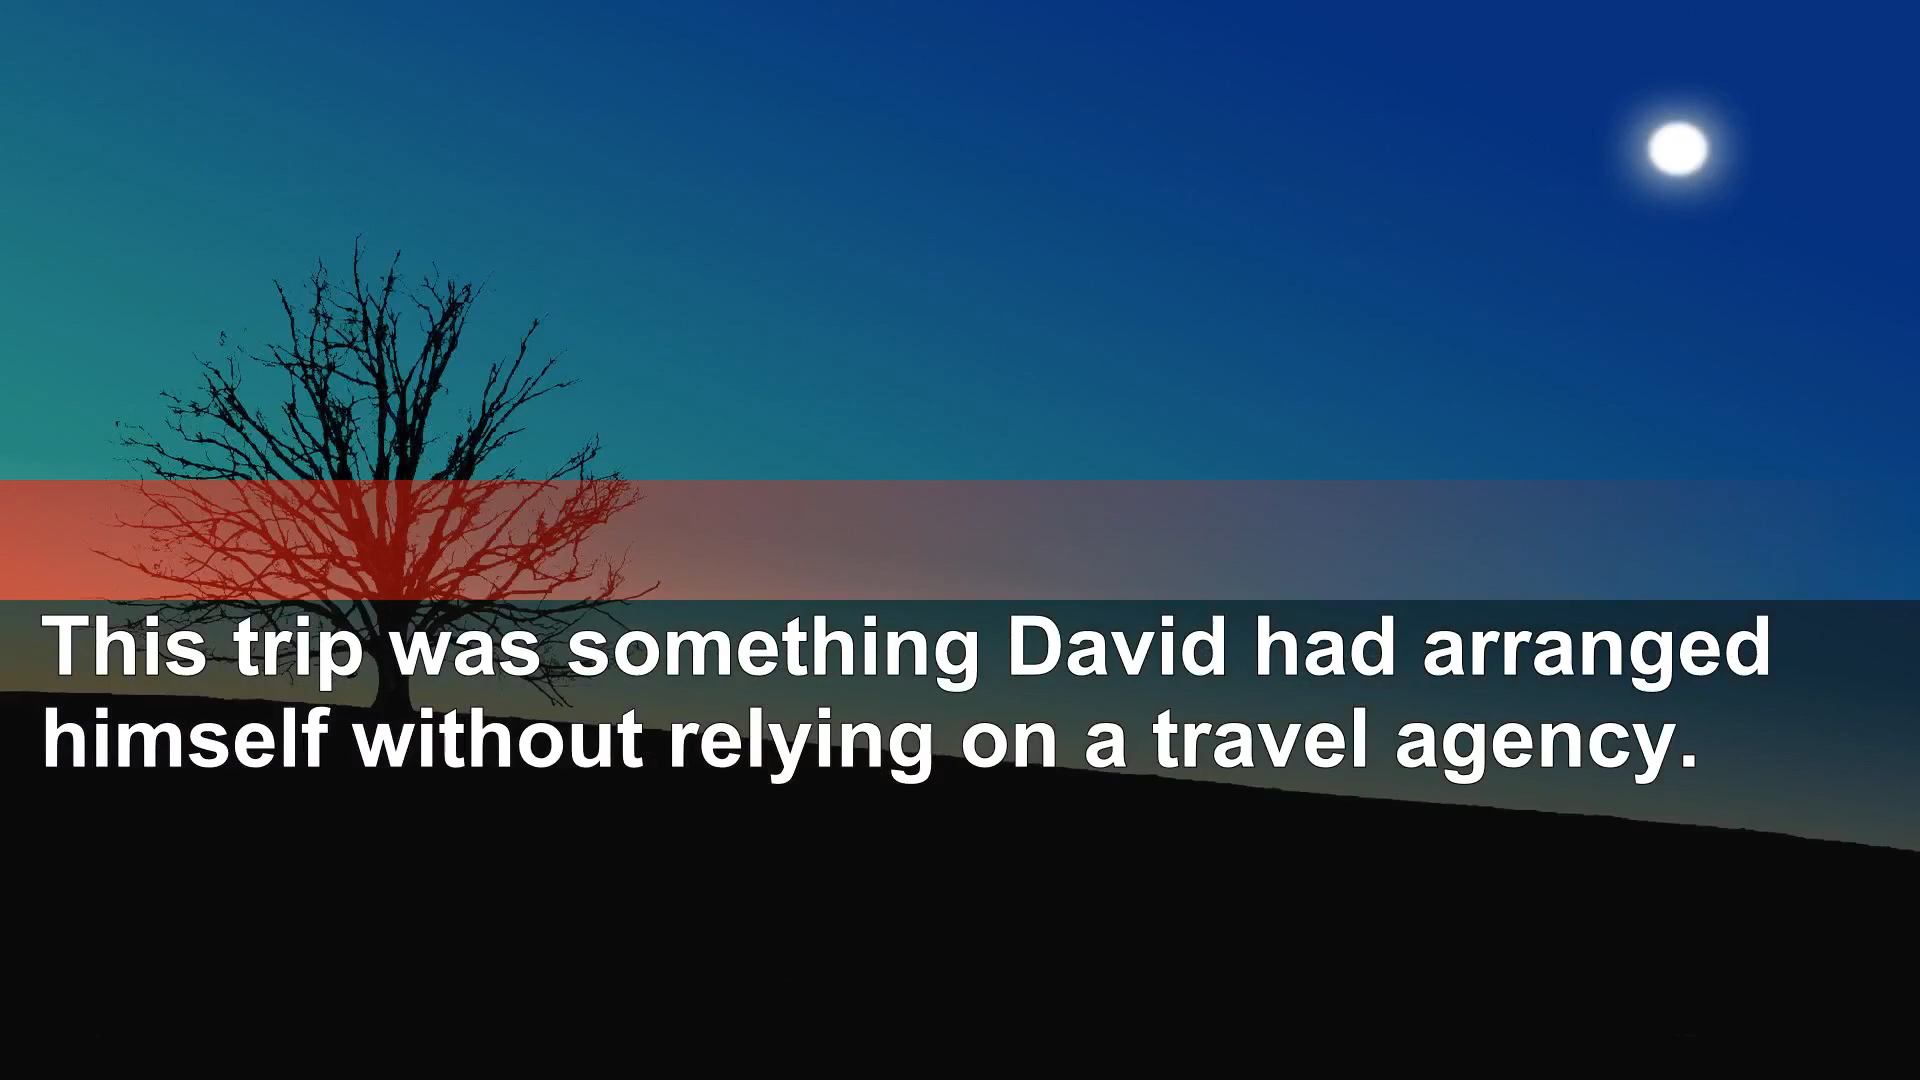 This trip was something David had arranged
himself without relying on a travel agency.